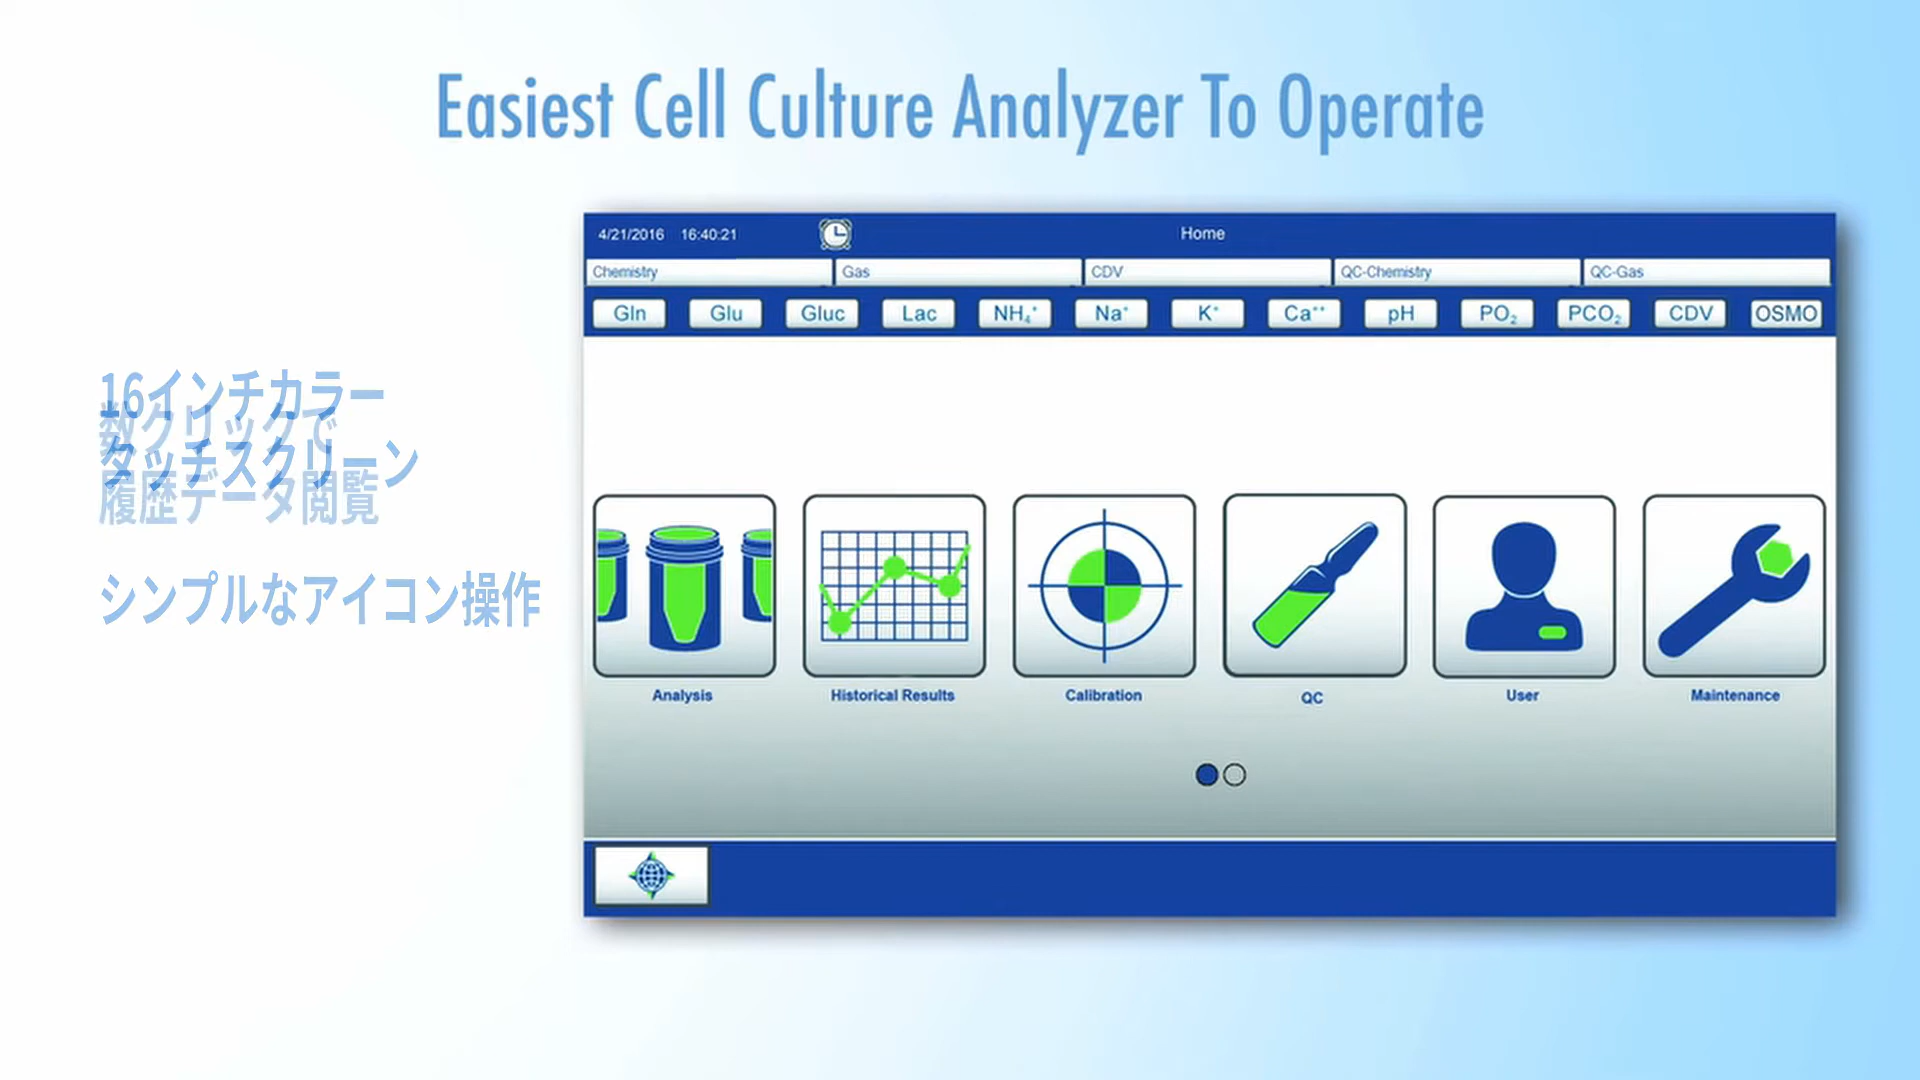 Easiest Cell Culture Analyzer To Operate
4/21/2016 16:40:21 Home
Chemistry Gas CDV QC-Chemistry QC-Gas
Gln Glu Gluc Lac NH₄⁺ Na⁺ K⁺ Ca⁺⁺ pH PO₂ PCO₂ CDV OSMO
16インチカラー
タッチスクリーン
数クリックで
履歴データ閲覧
シンプルなアイコン操作
Analysis Historical Results Calibration QC User Maintenance